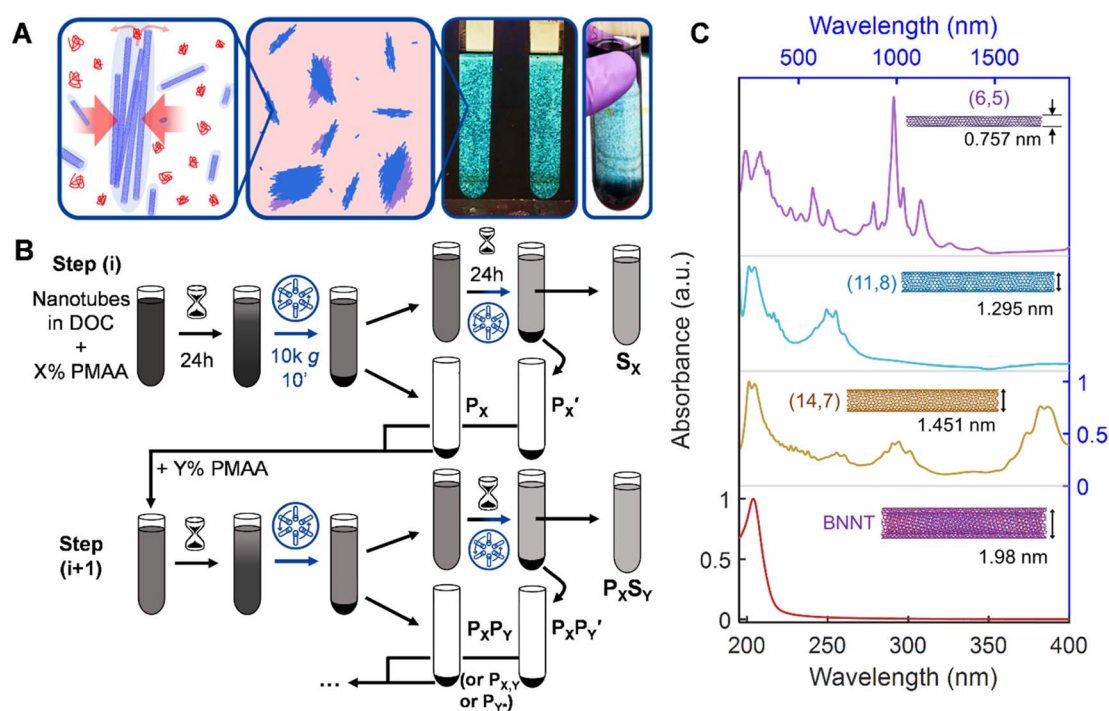 A
B
Step (i)
Nanotubes
in DOC
+
X% PMAA
24h
10k g
10'
24h
S_X
P_X
P_X'
+ Y% PMAA
Step
(i+1)
P_XS_Y
P_XP_Y
P_XP_Y'
(or P_X,Y
or P_Y*)
...
C
Wavelength (nm)
500 1000 1500
Absorbance (a.u.)
(6,5)
0.757 nm
(11,8)
1.295 nm
(14,7)
1.451 nm
1
0.5
0
BNNT
1.98 nm
1
0.5
0
200 250 300 350 400
Wavelength (nm)